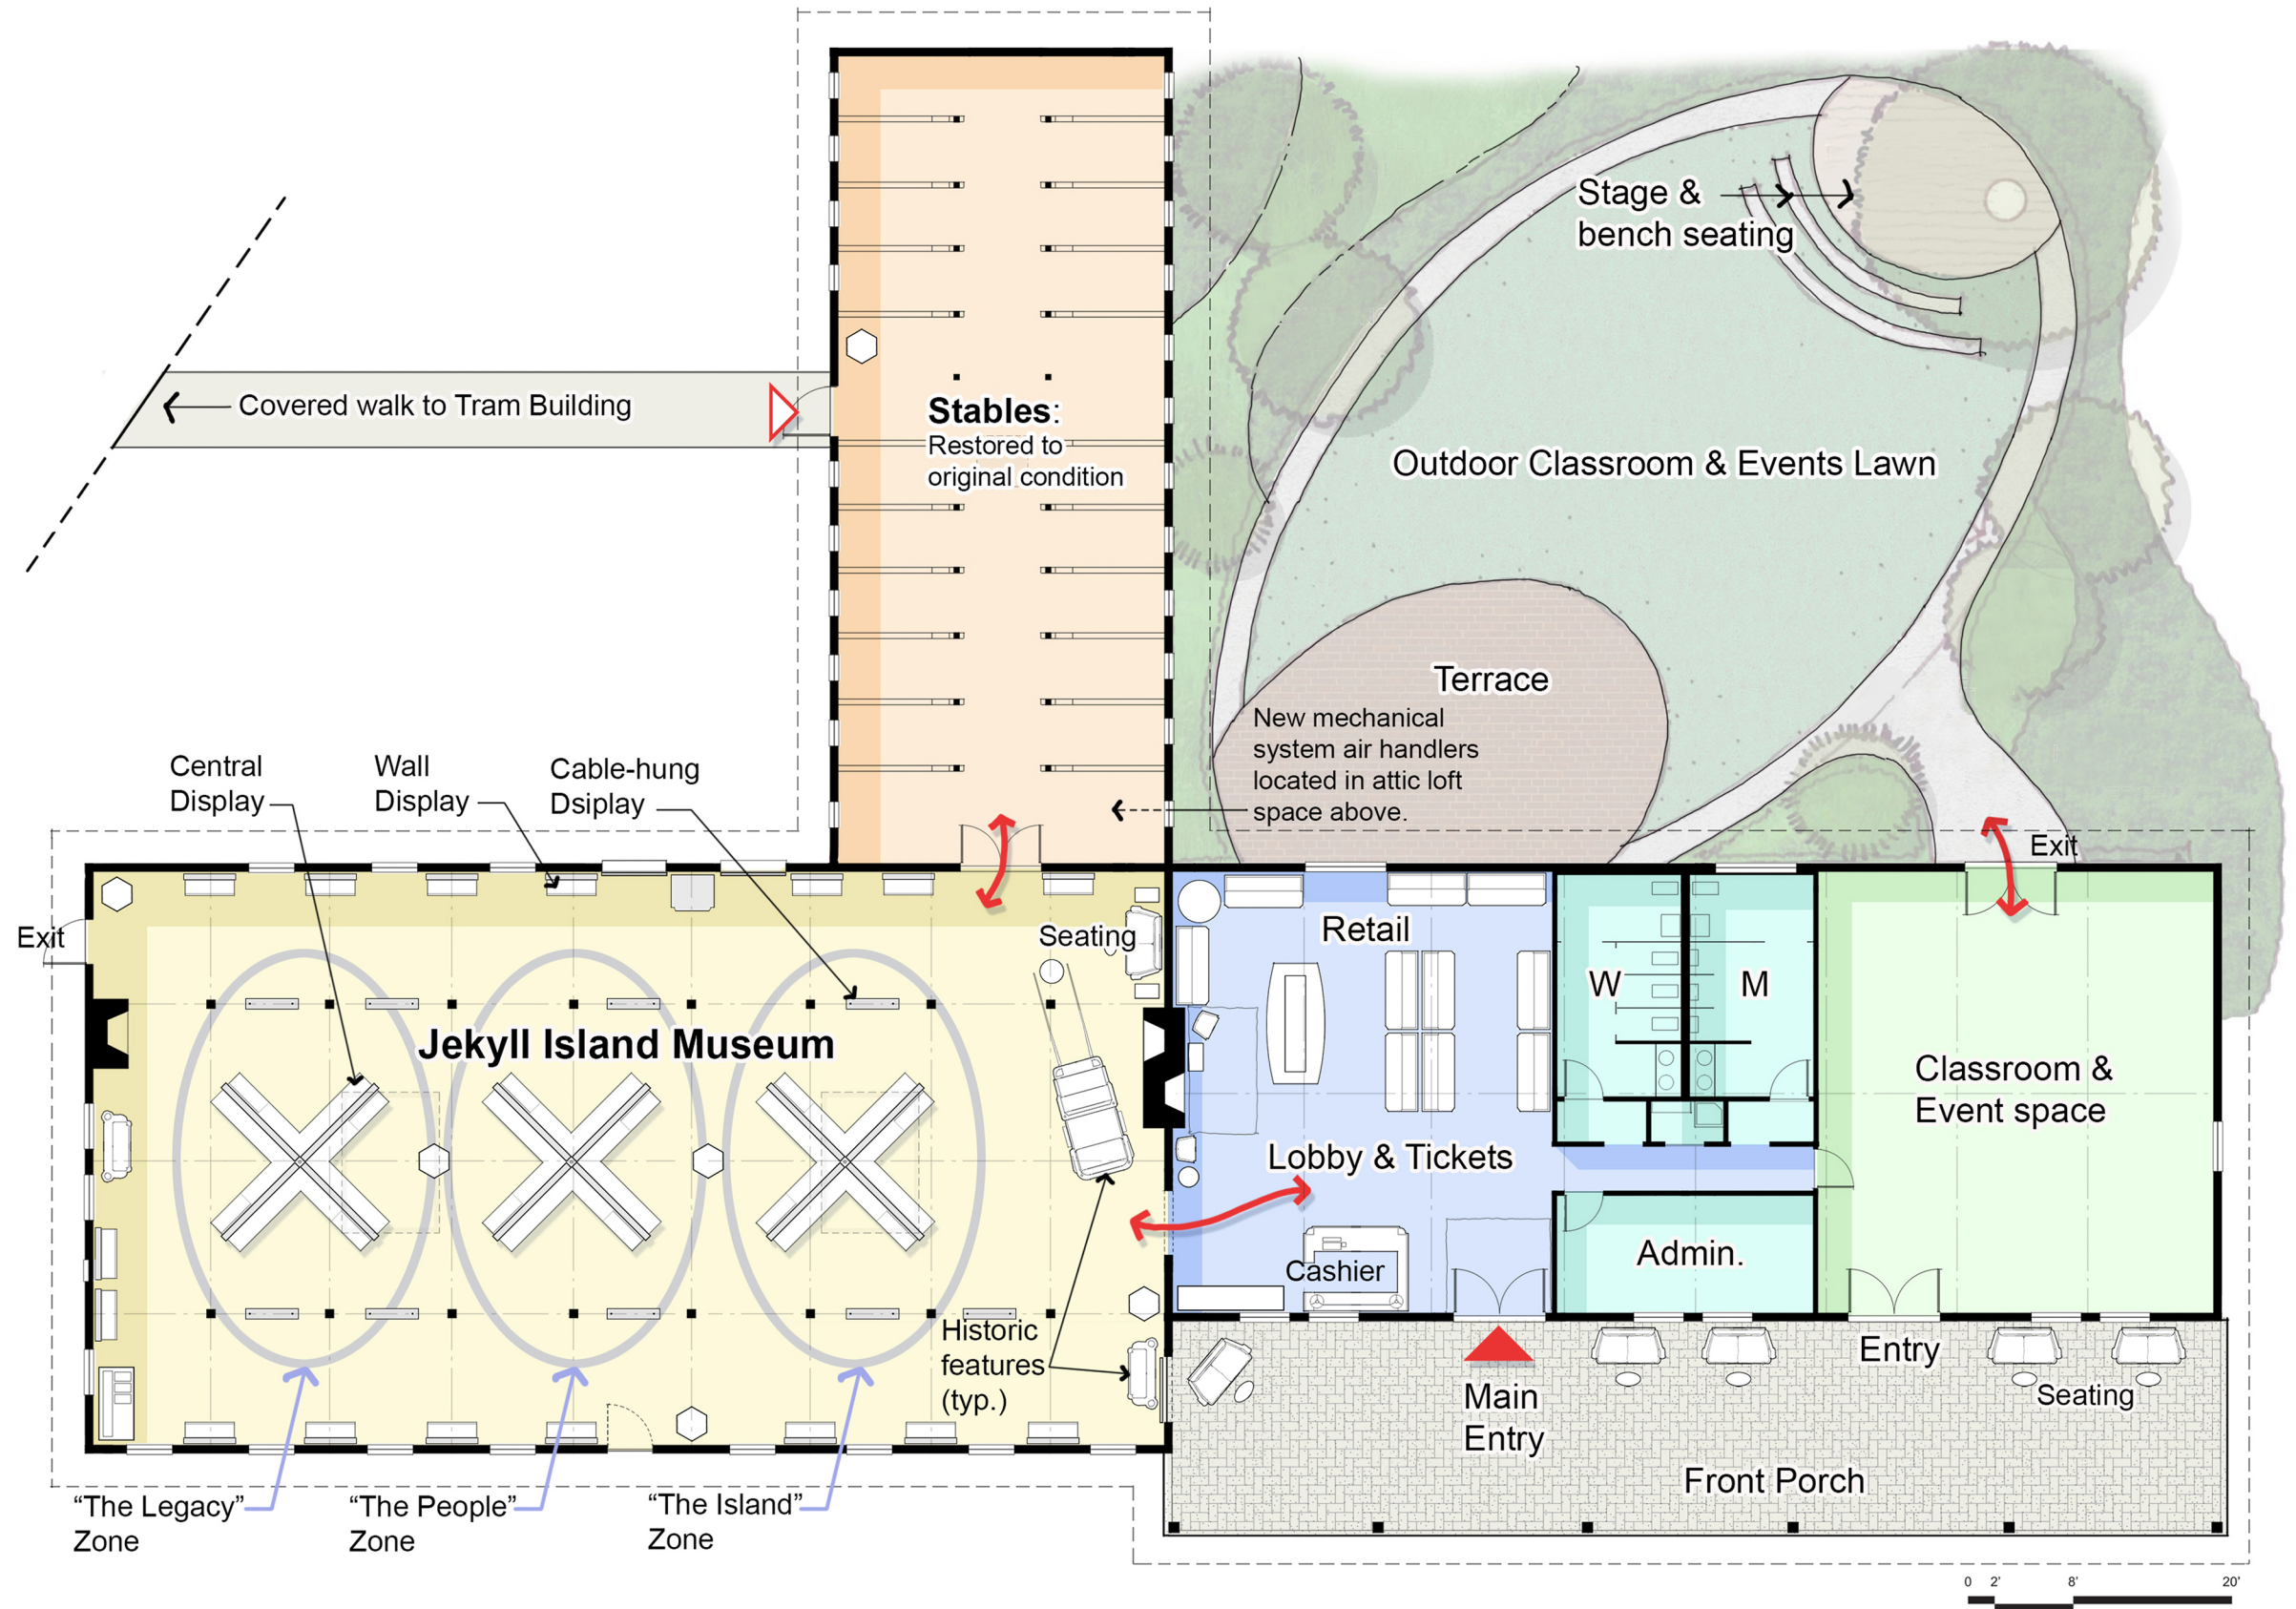 Stage &
bench seating
Covered walk to Tram Building
Stables:
Restored to
original condition
Outdoor Classroom & Events Lawn
Terrace
New mechanical
system air handlers
located in attic loft
space above.
Central
Display
Wall
Display
Cable-hung
Dsiplay
Exit
Exit
Seating
Retail
W
M
Jekyll Island Museum
Classroom &
Event space
Lobby & Tickets
Admin.
Cashier
Historic
features
(typ.)
Main
Entry
Entry
Seating
Front Porch
“The Legacy”
Zone
“The People”
Zone
“The Island”
Zone
0 2' 8' 20'